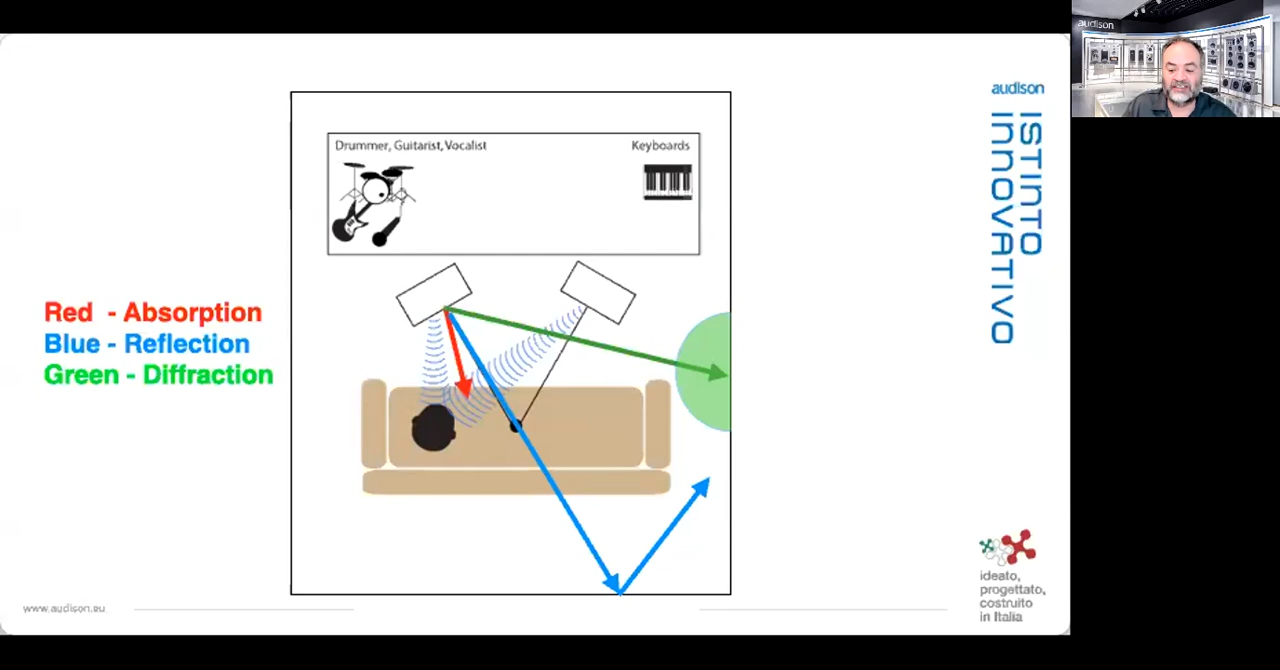 audison
audison
ISTINTO
INNOVATIVO
Drummer, Guitarist, Vocalist
Keyboards
Red - Absorption
Blue - Reflection
Green - Diffraction
ideato,
progettato,
costruito
in Italia
www.audison.eu